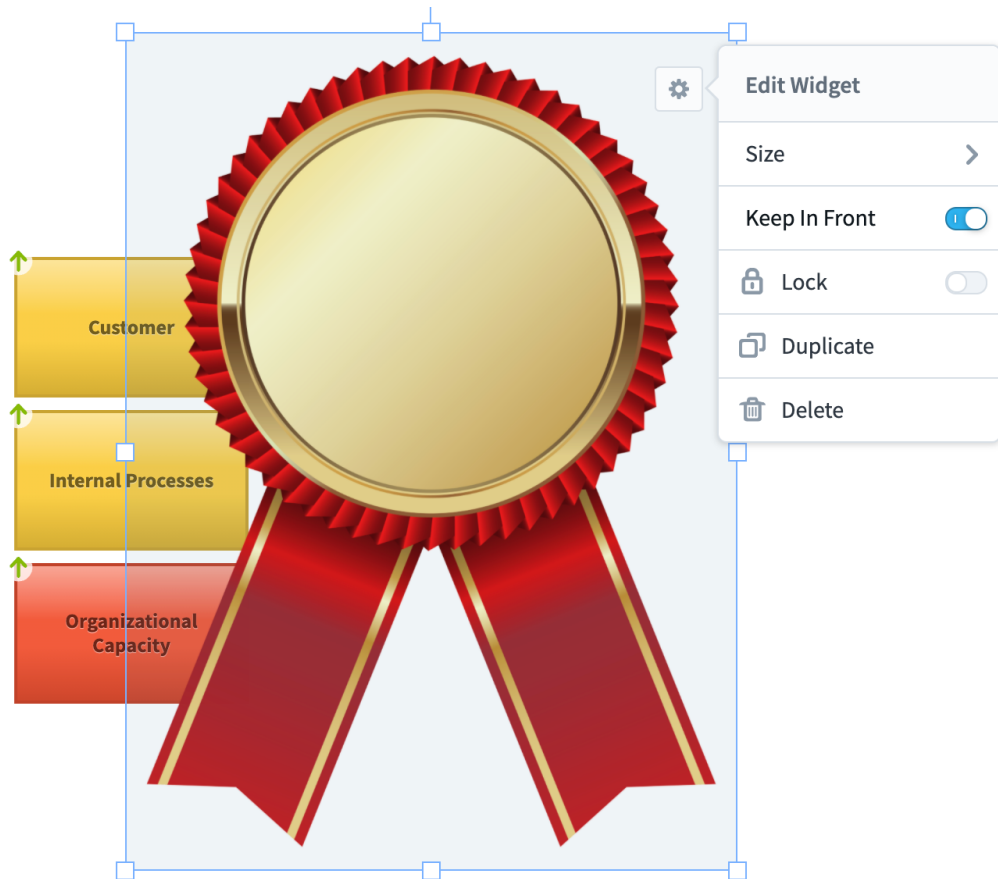 Edit Widget
Size
Keep In Front
Lock
Duplicate
Delete
Customer
Internal Processes
Organizational
Capacity